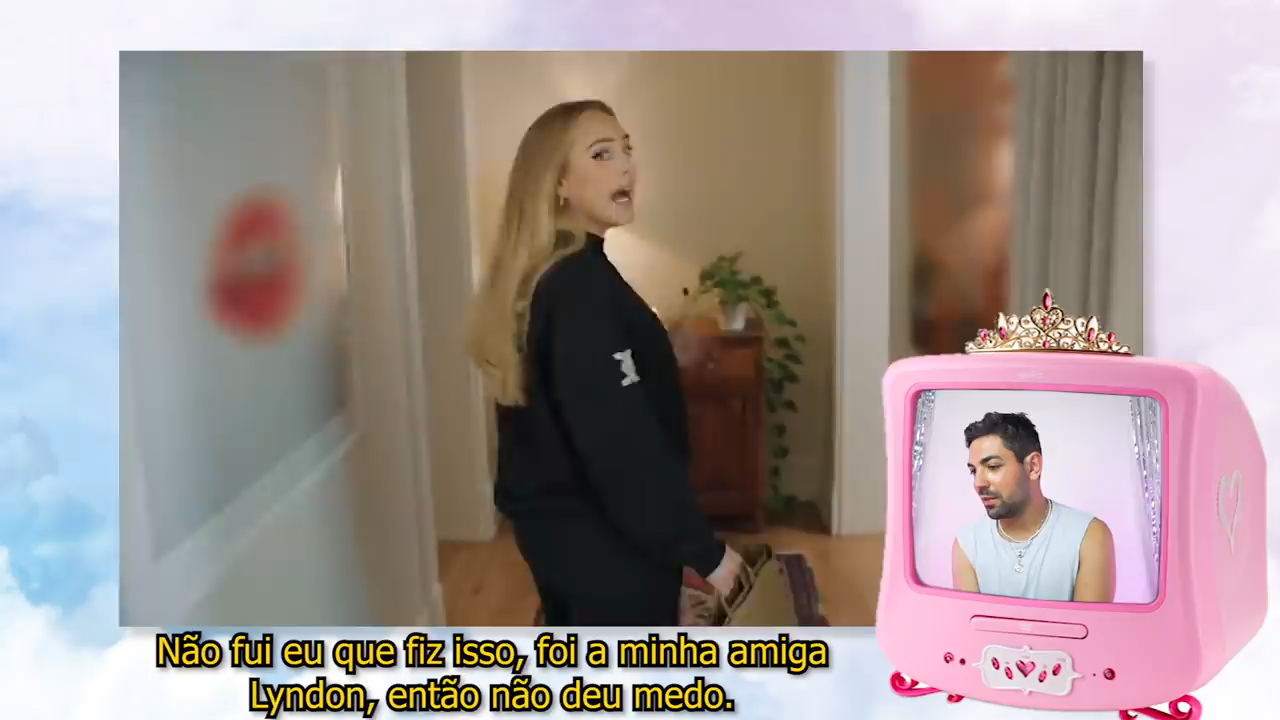 Não fui eu que fiz isso, foi a minha amiga
Lyndon, então não deu medo.